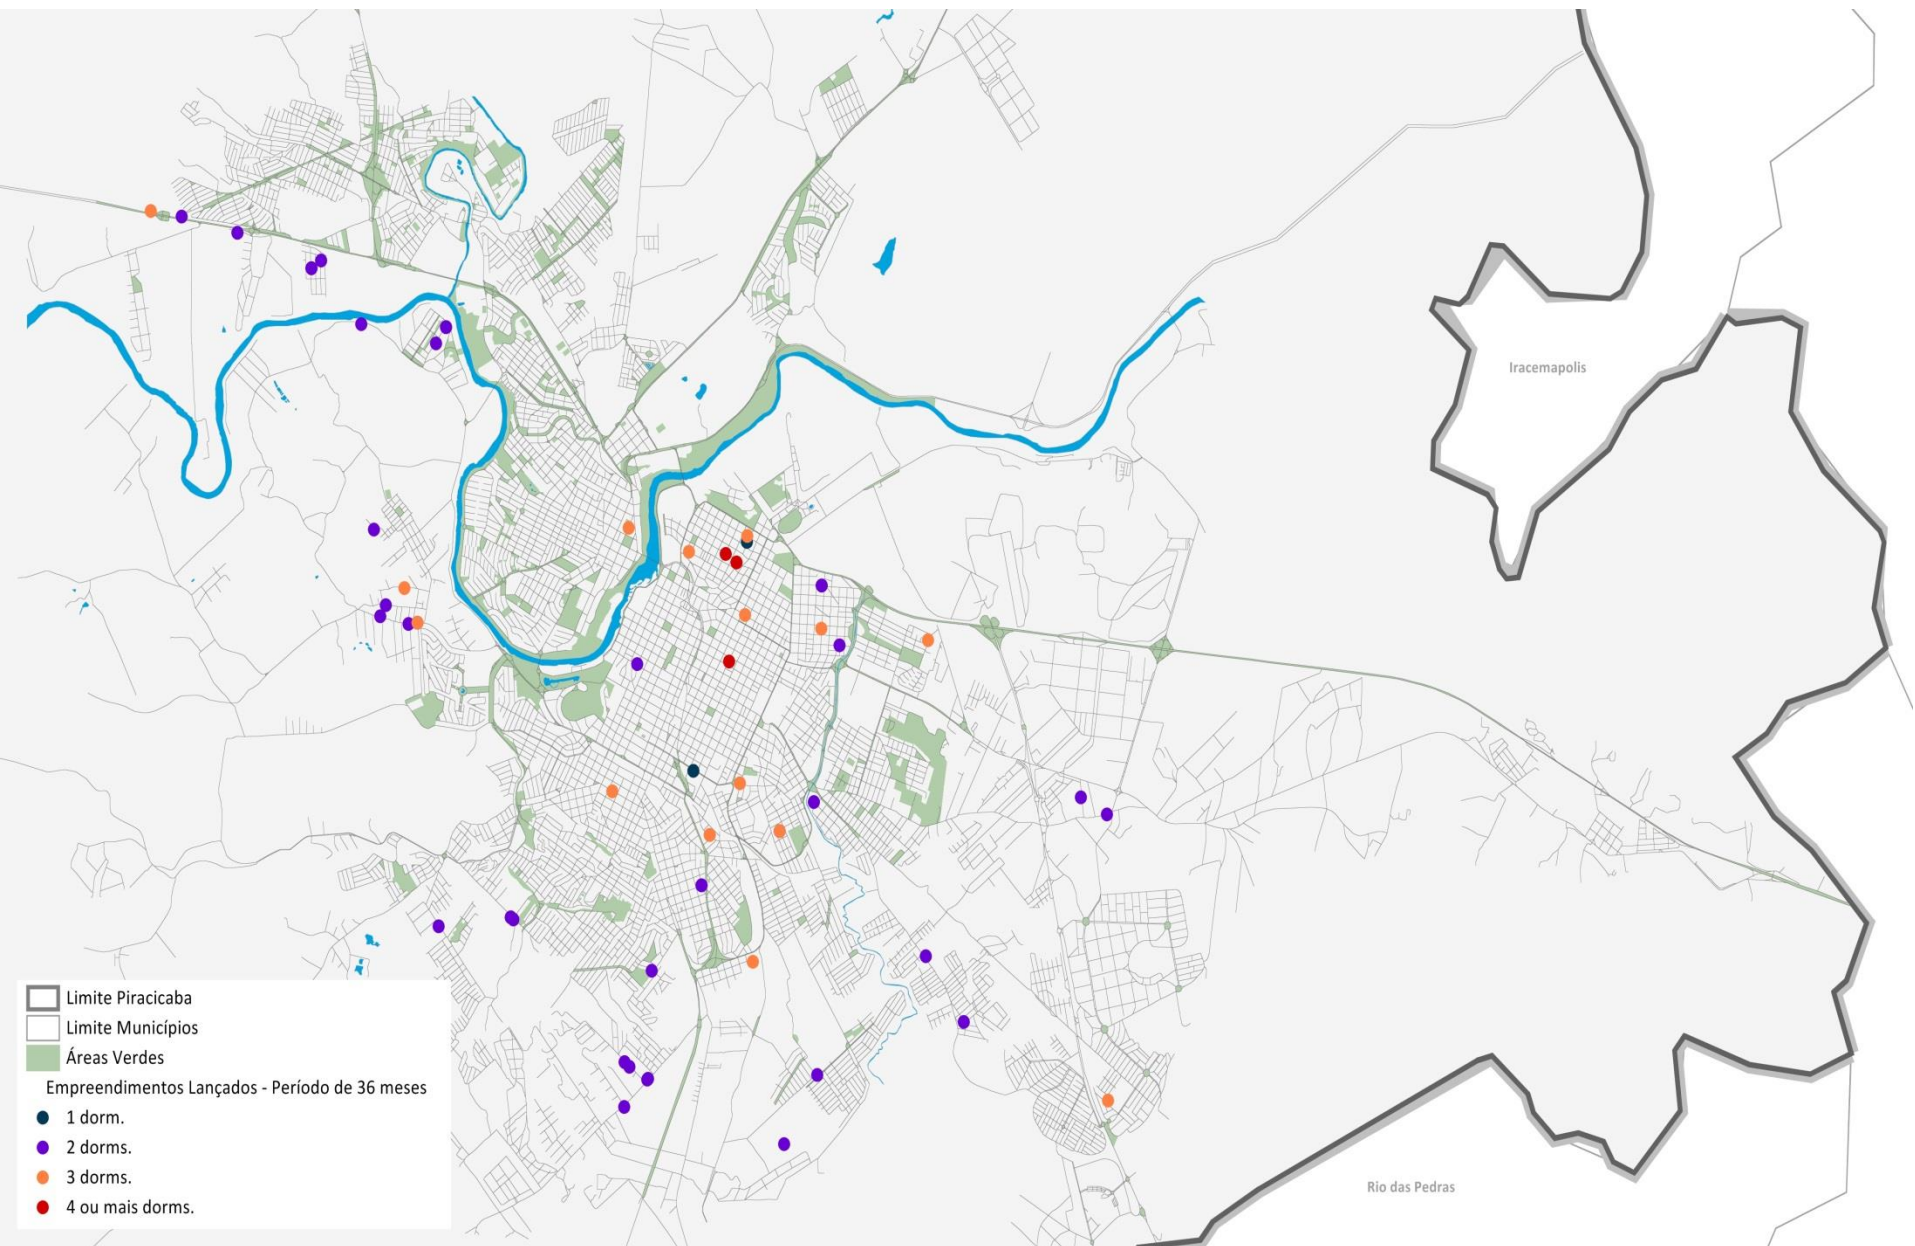 Iracemapolis
Limite Piracicaba
Limite Municípios
Áreas Verdes
Empreendimentos Lançados - Período de 36 meses
1 dorm.
2 dorms.
3 dorms.
4 ou mais dorms.
Rio das Pedras